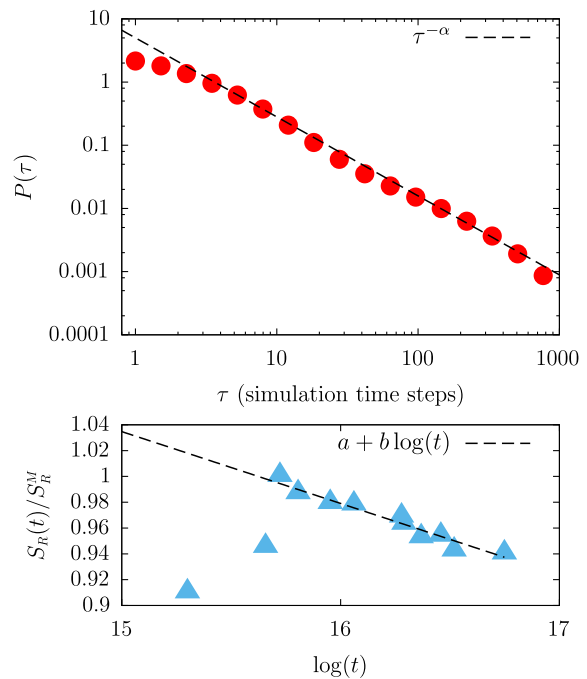 10
τ^{-α}
1
0.1
P(τ)
0.01
0.001
0.0001
1 10 100 1000
τ (simulation time steps)
1.04
a + b log(t)
1.02
1
S_R(t)/S_R^M
0.98
0.96
0.94
0.92
0.9
15 16 17
log(t)